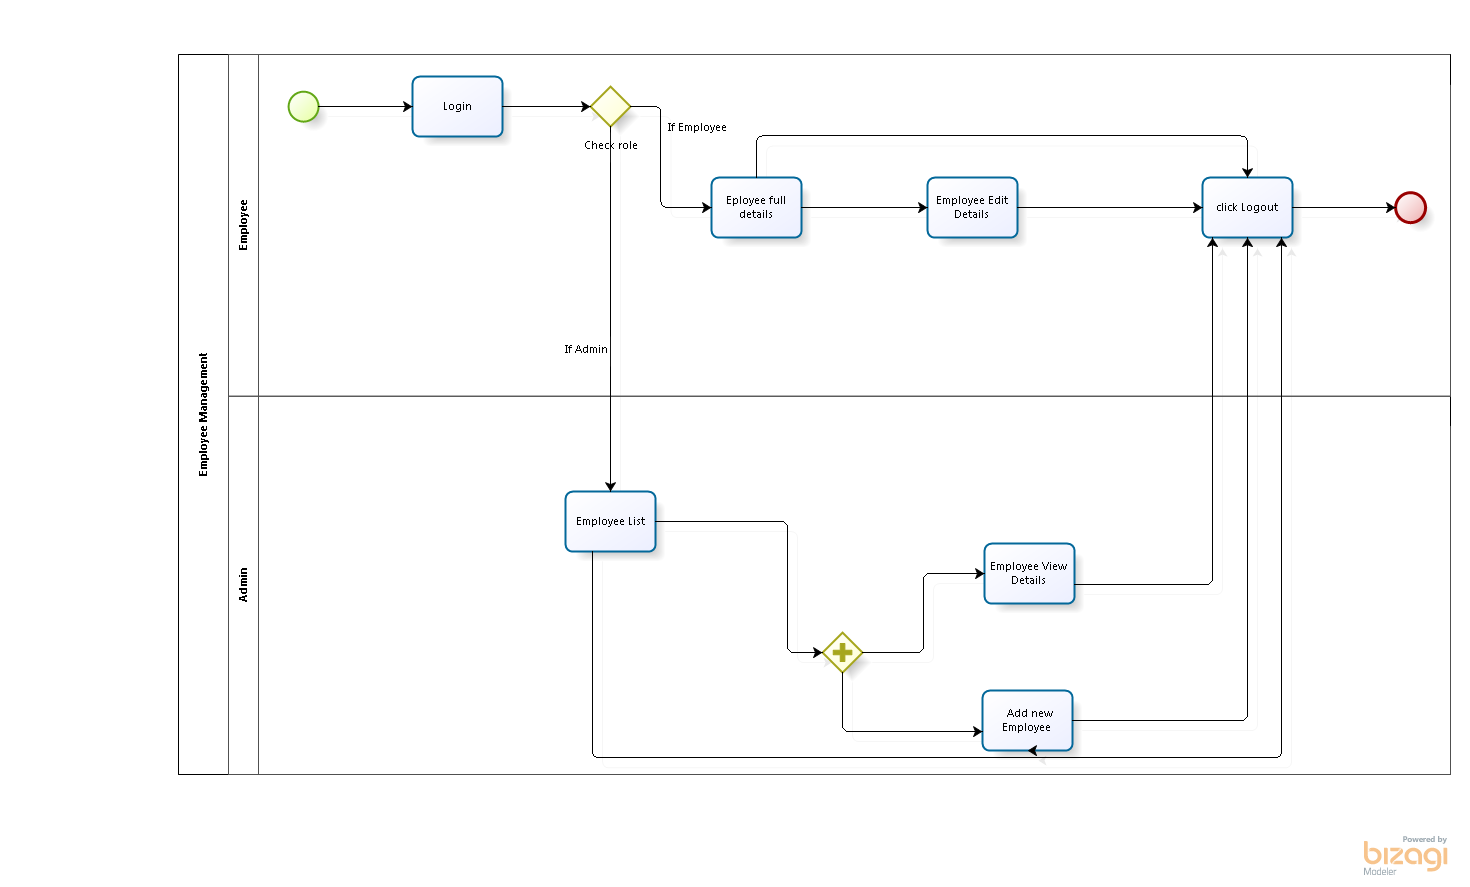 Employee Management
Employee
Login
Check role
If Employee
Eployee full
details
Employee Edit
Details
click Logout
If Admin
Admin
Employee List
Employee View
Details
Add new
Employee
Powered by
bizagi
Modeler